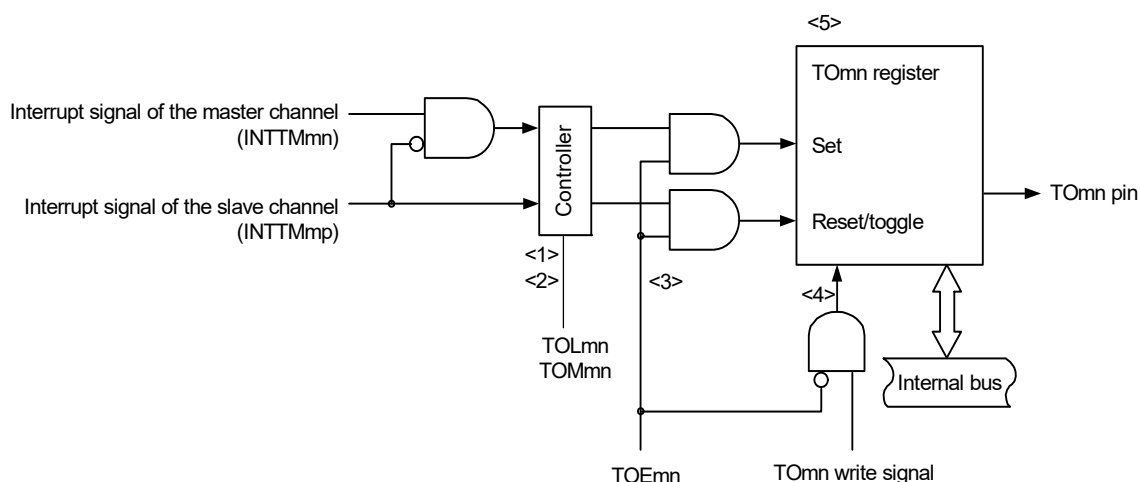 <5>
TOmn register
Interrupt signal of the master channel
(INTTMmn)
Set
Controller
TOmn pin
Interrupt signal of the slave channel
(INTTMmp)
Reset/toggle
<1>
<2>
<3>
<4>
TOLmn
TOMmn
Internal bus
TOEmn
TOmn write signal